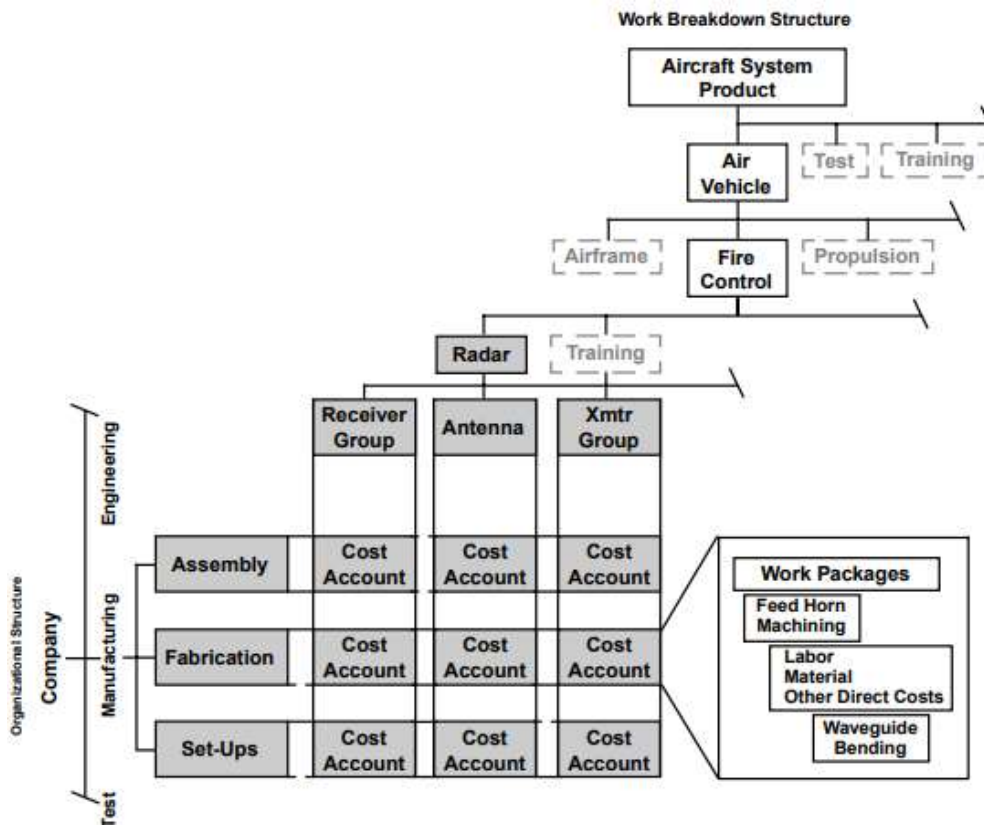 Work Breakdown Structure
Aircraft System
Product
Air
Vehicle
Test
Training
Airframe
Fire
Control
Propulsion
Radar
Training
Receiver
Group
Antenna
Xmtr
Group
Organizational Structure
Company
Engineering
Manufacturing
Test
Assembly
Cost
Account
Cost
Account
Cost
Account
Fabrication
Cost
Account
Cost
Account
Cost
Account
Set-Ups
Cost
Account
Cost
Account
Cost
Account
Work Packages
Feed Horn
Machining
Labor
Material
Other Direct Costs
Waveguide
Bending